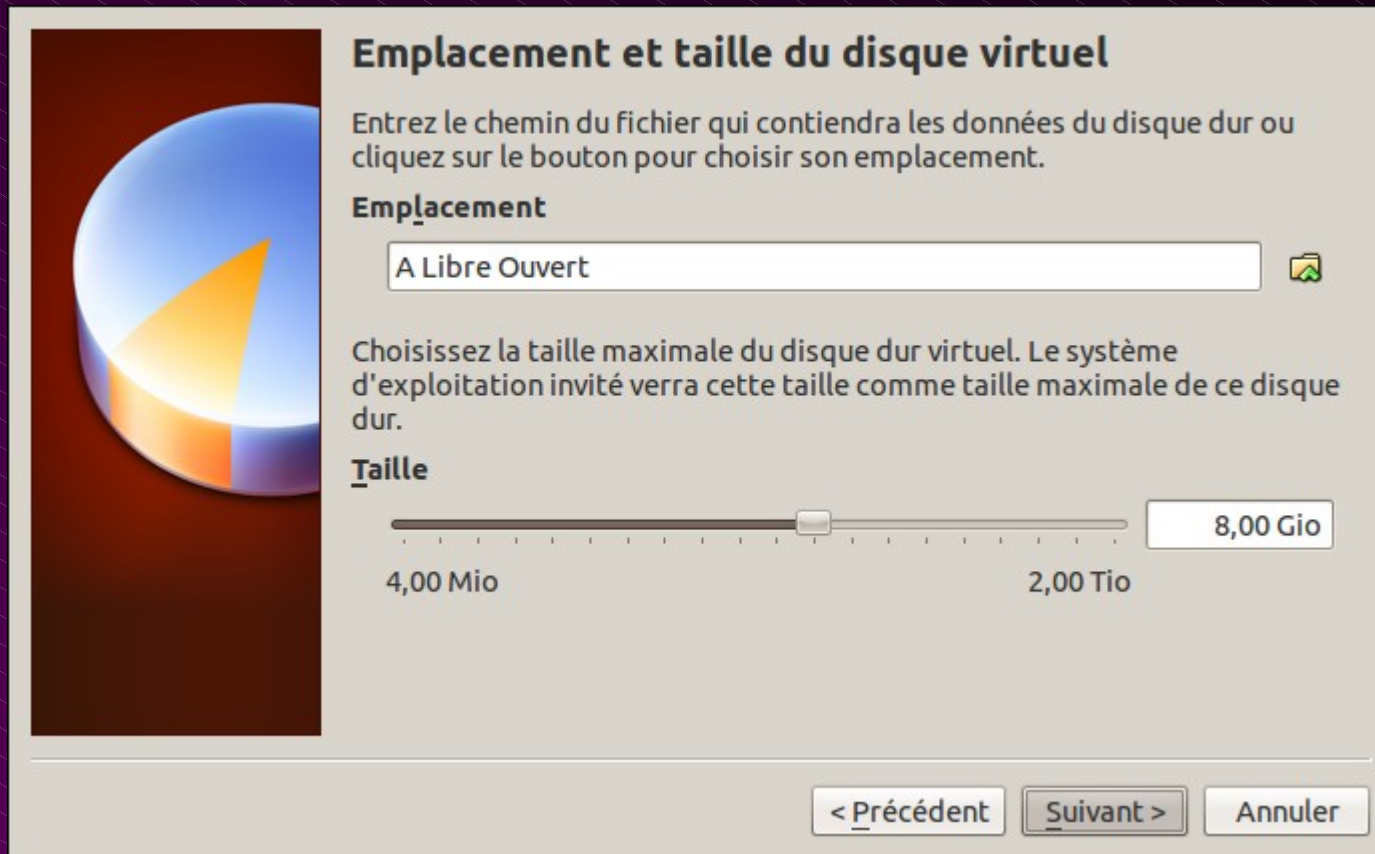 Emplacement et taille du disque virtuel
Entrez le chemin du fichier qui contiendra les données du disque dur ou
cliquez sur le bouton pour choisir son emplacement.
Emplacement
A Libre Ouvert
Choisissez la taille maximale du disque dur virtuel. Le système
d'exploitation invité verra cette taille comme taille maximale de ce disque
dur.
Taille
8,00 Gio
4,00 Mio 2,00 Tio
< Précédent Suivant > Annuler